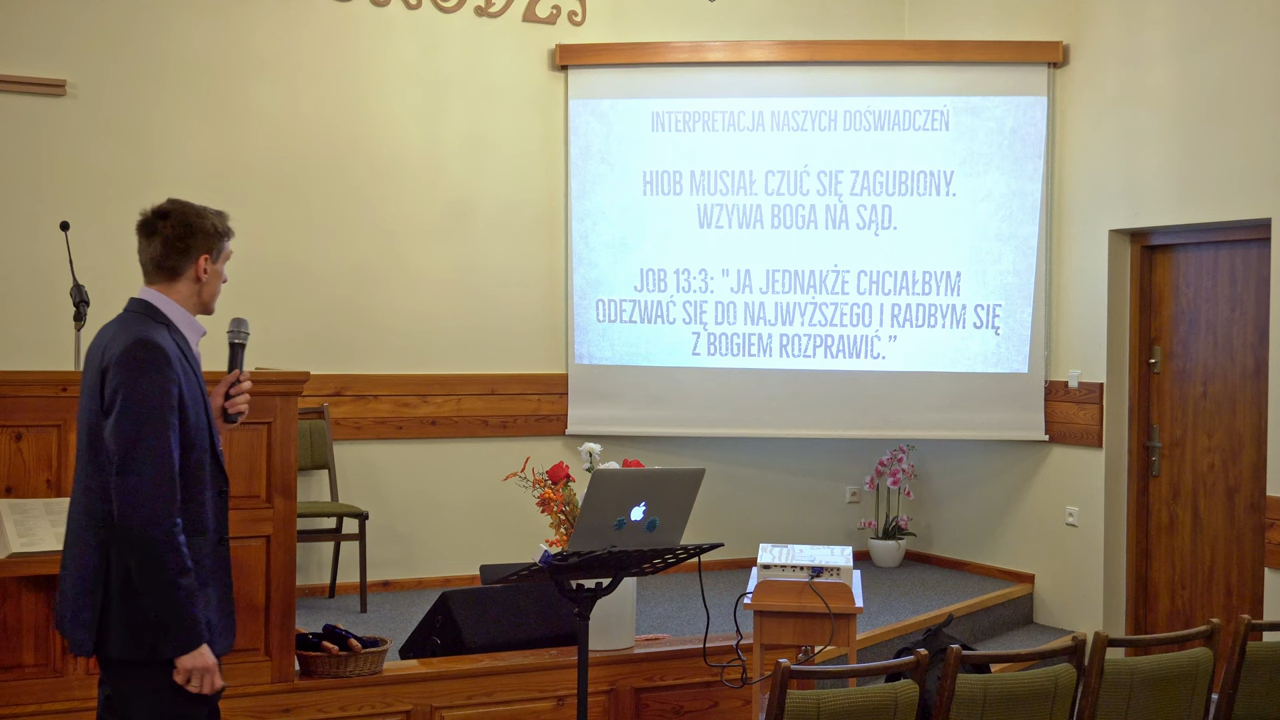 INTERPRETACJA NASZYCH DOŚWIADCZEŃ
HIOB MUSIAŁ CZUĆ SIĘ ZAGUBIONY.
WZYWA BOGA NA SĄD.
JOB 13:3: "JA JEDNAKŻE CHCIAŁBYM
ODEZWAĆ SIĘ DO NAJWYŻSZEGO I RADBYM SIĘ
Z BOGIEM ROZPRAWIĆ.”